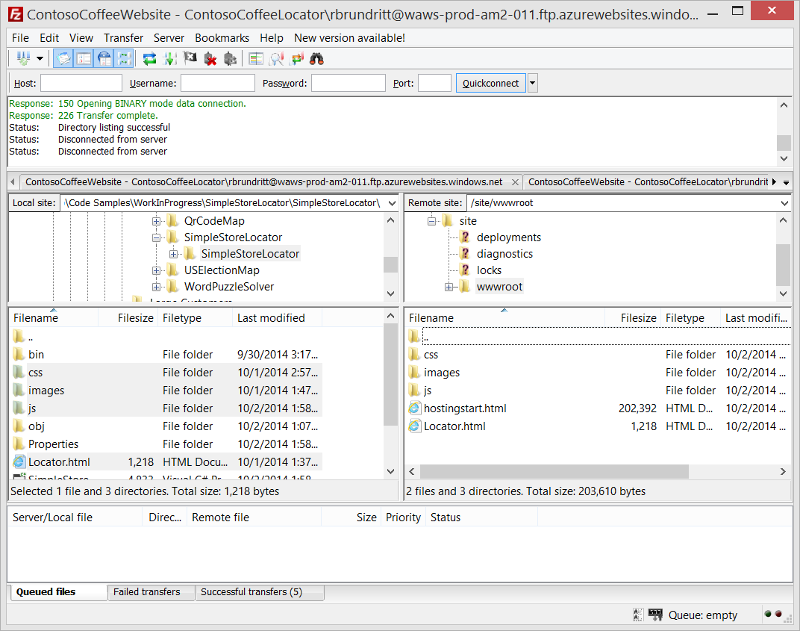 ContosoCoffeeWebsite - ContosoCoffeeLocator\rbrundritt@waws-prod-am2-011.ftp.azurewebsites.windo...
File Edit View Transfer Server Bookmarks Help New version available!
Host: Username: Password: Port: Quickconnect
Response: 150 Opening BINARY mode data connection.
Response: 226 Transfer complete.
Status: Directory listing successful
Status: Disconnected from server
Status: Disconnected from server
ContosoCoffeeWebsite - ContosoCoffeeLocator\rbrundritt@waws-prod-am2-011.ftp.azurewebsites.windows.net ContosoCoffeeWebsite - ContosoCoffeeLocator\rbrundritt
Local site: \Code Samples\WorkInProgress\SimpleStoreLocator\SimpleStoreLocator\
QrCodeMap
SimpleStoreLocator
SimpleStoreLocator
USElectionMap
WordPuzzleSolver
Large Customers
Remote site: /site/wwwroot
site
deployments
diagnostics
locks
wwwroot
Filename Filesize Filetype Last modified
..
bin File folder 9/30/2014 3:17...
css File folder 10/1/2014 2:57...
images File folder 10/1/2014 1:47...
js File folder 10/2/2014 1:58...
obj File folder 10/2/2014 1:07...
Properties File folder 10/2/2014 1:58...
Locator.html 1,218 HTML Docu... 10/1/2014 1:37...
SimpleStore... 4,833 Visual C# Pr... 10/2/2014 1:58...
Selected 1 file and 3 directories. Total size: 1,218 bytes
Filename Filesize Filetype Last modifi...
..
css File folder 10/2/2014 ...
images File folder 10/2/2014 ...
js File folder 10/2/2014 ...
hostingstart.html 202,392 HTML D... 10/2/2014 ...
Locator.html 1,218 HTML D... 10/2/2014 ...
2 files and 3 directories. Total size: 203,610 bytes
Server/Local file Direc... Remote file Size Priority Status
Queued files Failed transfers Successful transfers (5)
Queue: empty